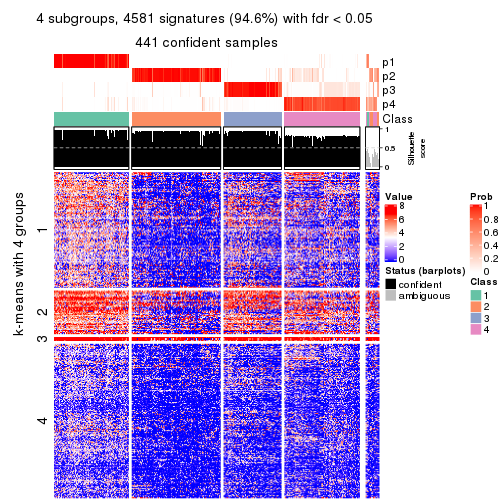 4 subgroups, 4581 signatures (94.6%) with fdr < 0.05
441 confident samples
p1
p2
p3
p4
Class
1
0.5
0
Silhouette
score
k-means with 4 groups
1
2
3
4
Value
8
6
4
2
0
Status (barplots)
confident
ambiguous
Prob
1
0.8
0.6
0.4
0.2
0
Class
1
2
3
4